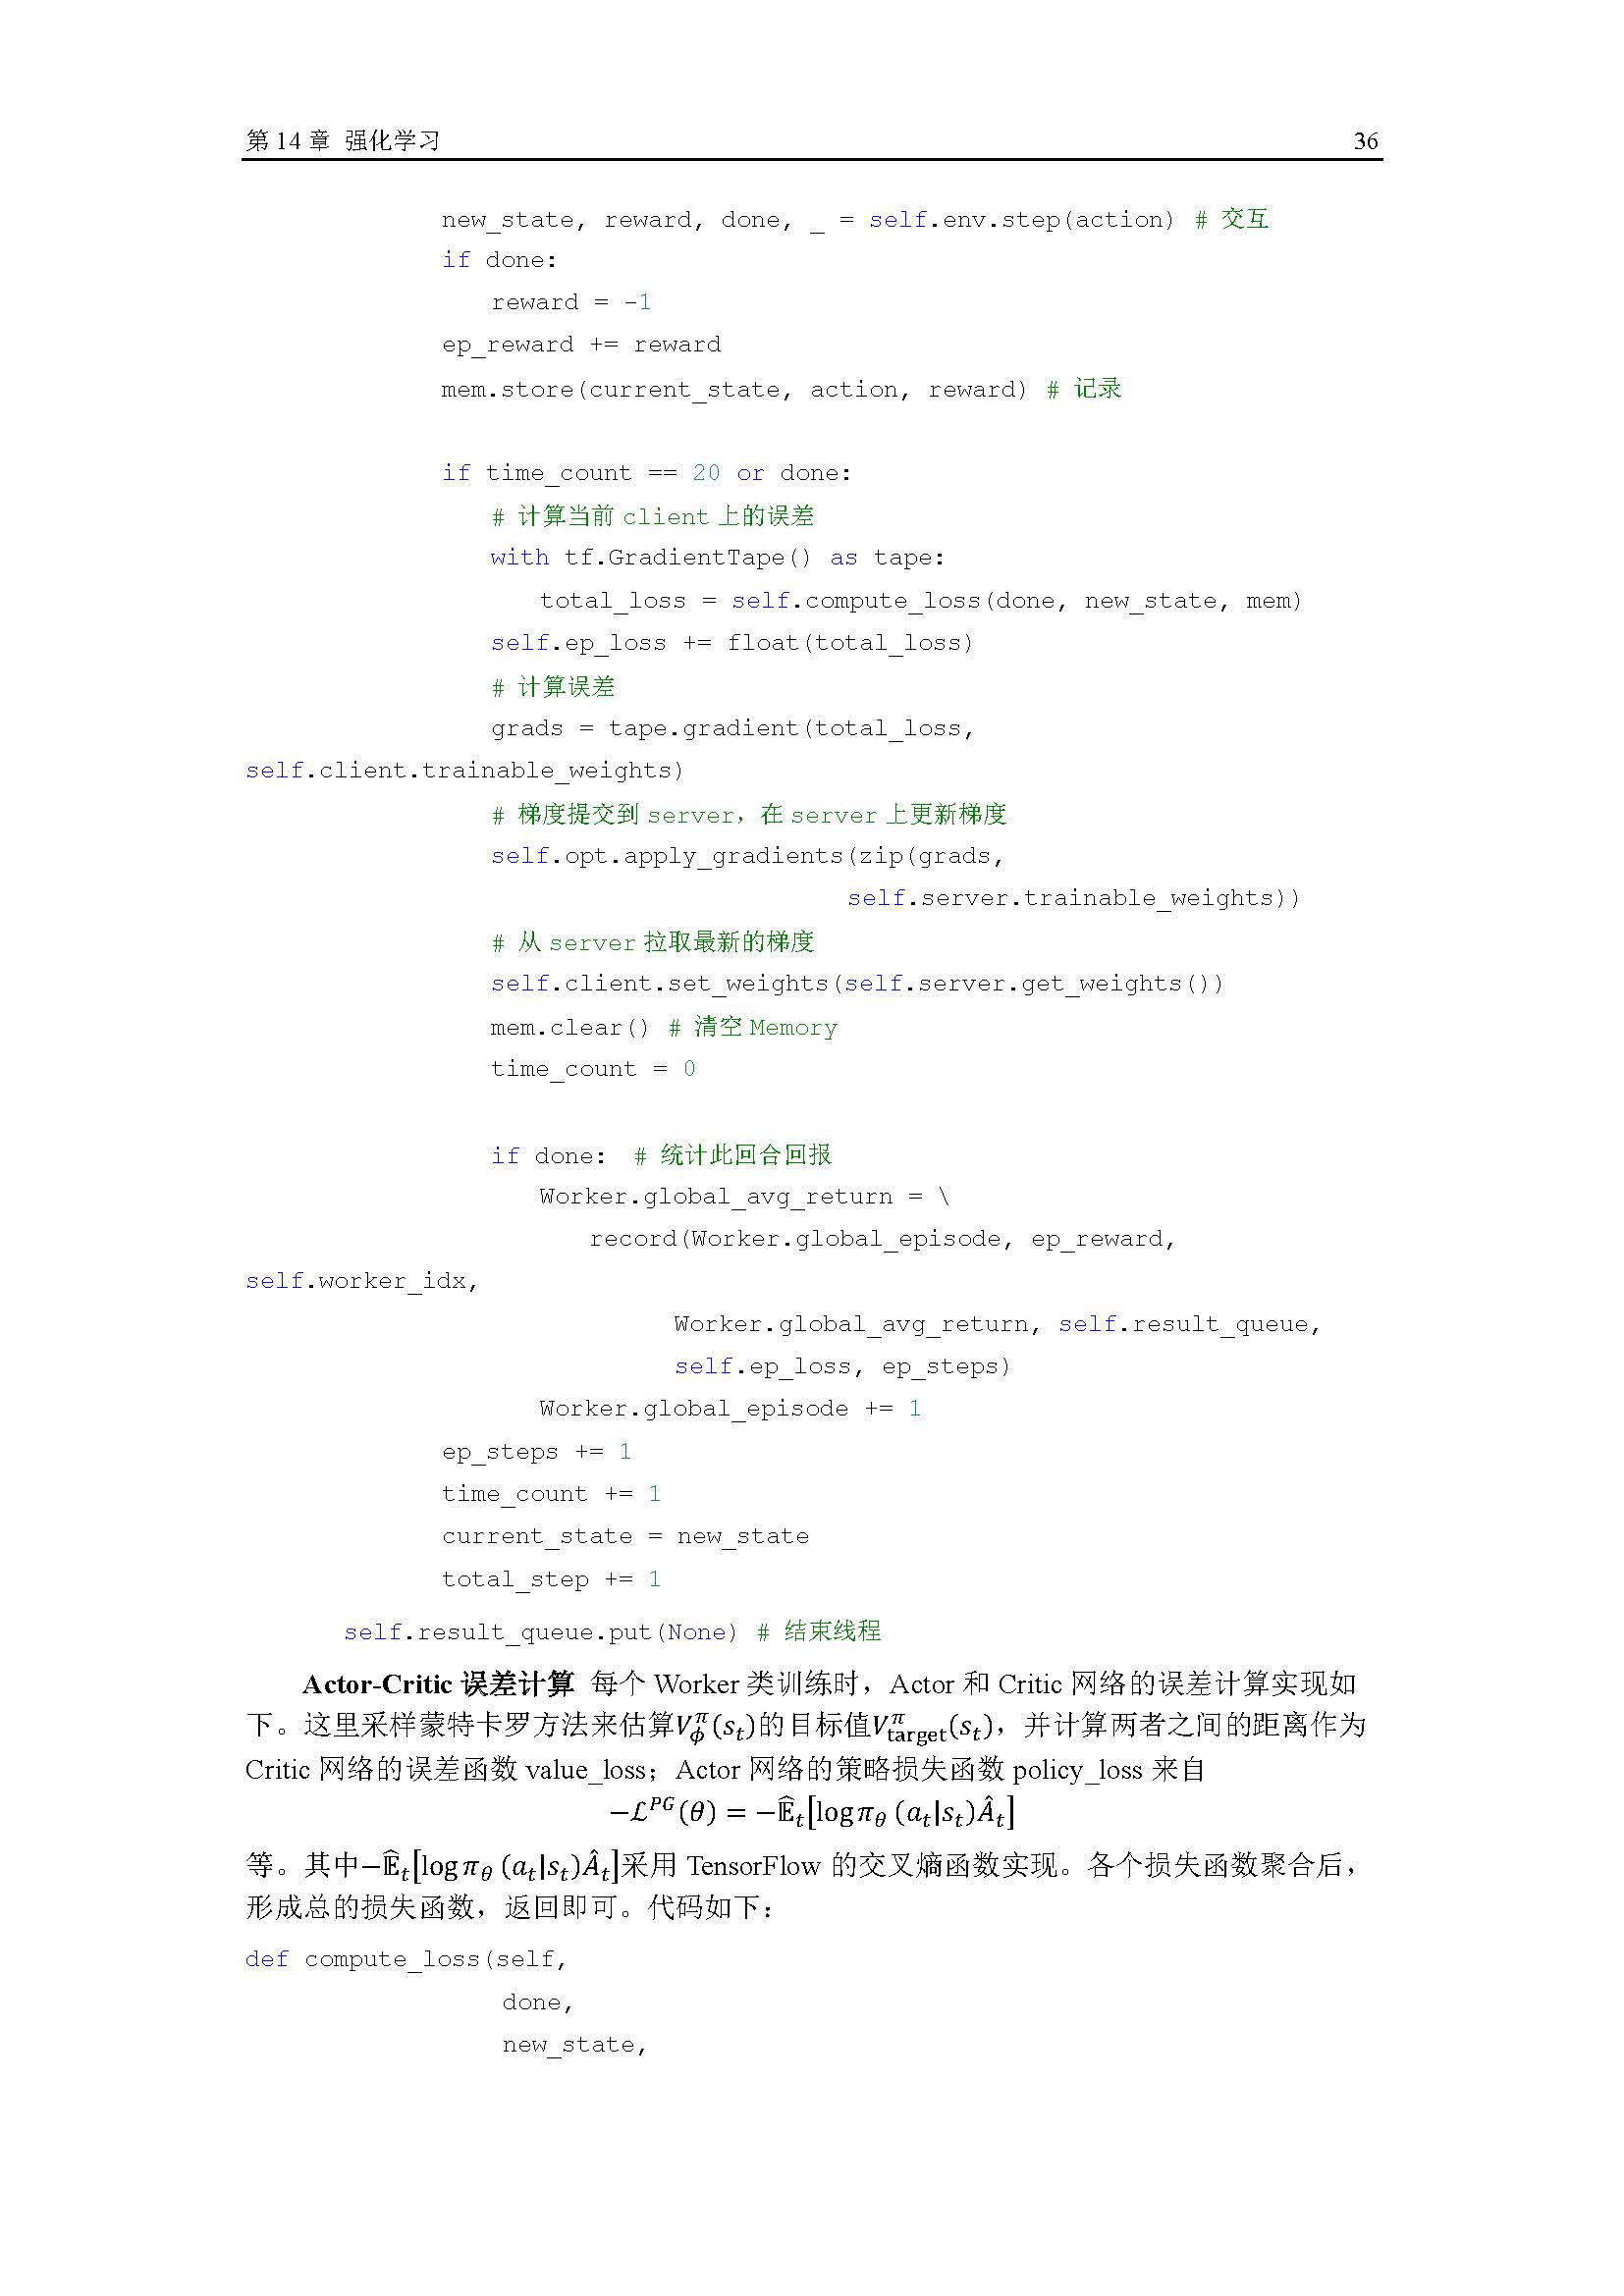 第 14 章 强化学习 36
new_state, reward, done, _ = self.env.step(action) # 交互
if done:
reward = -1
ep_reward += reward
mem.store(current_state, action, reward) # 记录
if time_count == 20 or done:
# 计算当前 client 上的误差
with tf.GradientTape() as tape:
total_loss = self.compute_loss(done, new_state, mem)
self.ep_loss += float(total_loss)
# 计算误差
grads = tape.gradient(total_loss,
self.client.trainable_weights)
# 梯度提交到 server，在 server 上更新梯度
self.opt.apply_gradients(zip(grads,
self.server.trainable_weights))
# 从 server 拉取最新的梯度
self.client.set_weights(self.server.get_weights())
mem.clear() # 清空 Memory
time_count = 0
if done: # 统计此回合回报
Worker.global_avg_return = \
record(Worker.global_episode, ep_reward,
self.worker_idx,
Worker.global_avg_return, self.result_queue,
self.ep_loss, ep_steps)
Worker.global_episode += 1
ep_steps += 1
time_count += 1
current_state = new_state
total_step += 1
self.result_queue.put(None) # 结束线程
Actor-Critic 误差计算 每个 Worker 类训练时，Actor 和 Critic 网络的误差计算实现如
下。这里采样蒙特卡罗方法来估算$V_\phi^\pi(s_t)$的目标值$V_{\text{target}}^\pi(s_t)$，并计算两者之间的距离作为
Critic 网络的误差函数 value_loss；Actor 网络的策略损失函数 policy_loss 来自
$-\mathcal{L}^{PG}(\theta) = -\hat{\mathbb{E}}_t[\log \pi_\theta (a_t|s_t)\hat{A}_t]$
等。其中$-\hat{\mathbb{E}}_t[\log \pi_\theta (a_t|s_t)\hat{A}_t]$采用 TensorFlow 的交叉熵函数实现。各个损失函数聚合后，
形成总的损失函数，返回即可。代码如下：
def compute_loss(self,
done,
new_state,